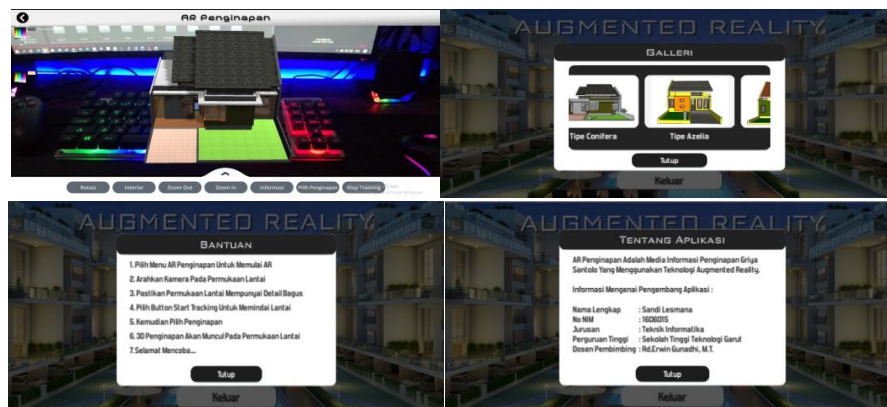 AR Penginapan
Rotasi
Interior
Zoom Out
Zoom In
Informasi
Pilih Penginapan
Stop Tracking
AUGMENTED REALITY
GALLERI
Tipe Conifera
Tipe Azelia
Tutup
Keluar
AUGMENTED REALITY
BANTUAN
1. Pilih Menu AR Penginapan Untuk Memulai AR
2. Arahkan Kamera Pada Permukaan Lantai
3. Pastikan Permukaan Lantai Mempunyai Detail Bagus
4. Pilih Button Start Tracking Untuk Memindai Lantai
5. Kemudian Pilih Penginapan
6. 3D Penginapan Akan Muncul Pada Permukaan Lantai
7. Selamat Mencoba....
Tutup
Keluar
AUGMENTED REALITY
TENTANG APLIKASI
AR Penginapan Adalah Media Informasi Penginapan Griya
Santolo Yang Menggunakan Teknologi Augmented Reality.
Informasi Mengenai Pengembang Aplikasi :
Nama Lengkap : Sandi Lesmana
No NIM : 1606015
Jurusan : Teknik Informatika
Perguruan Tinggi : Sekolah Tinggi Teknologi Garut
Dosen Pembimbing : Rd.Erwin Gunadhi, M.T.
Tutup
Keluar